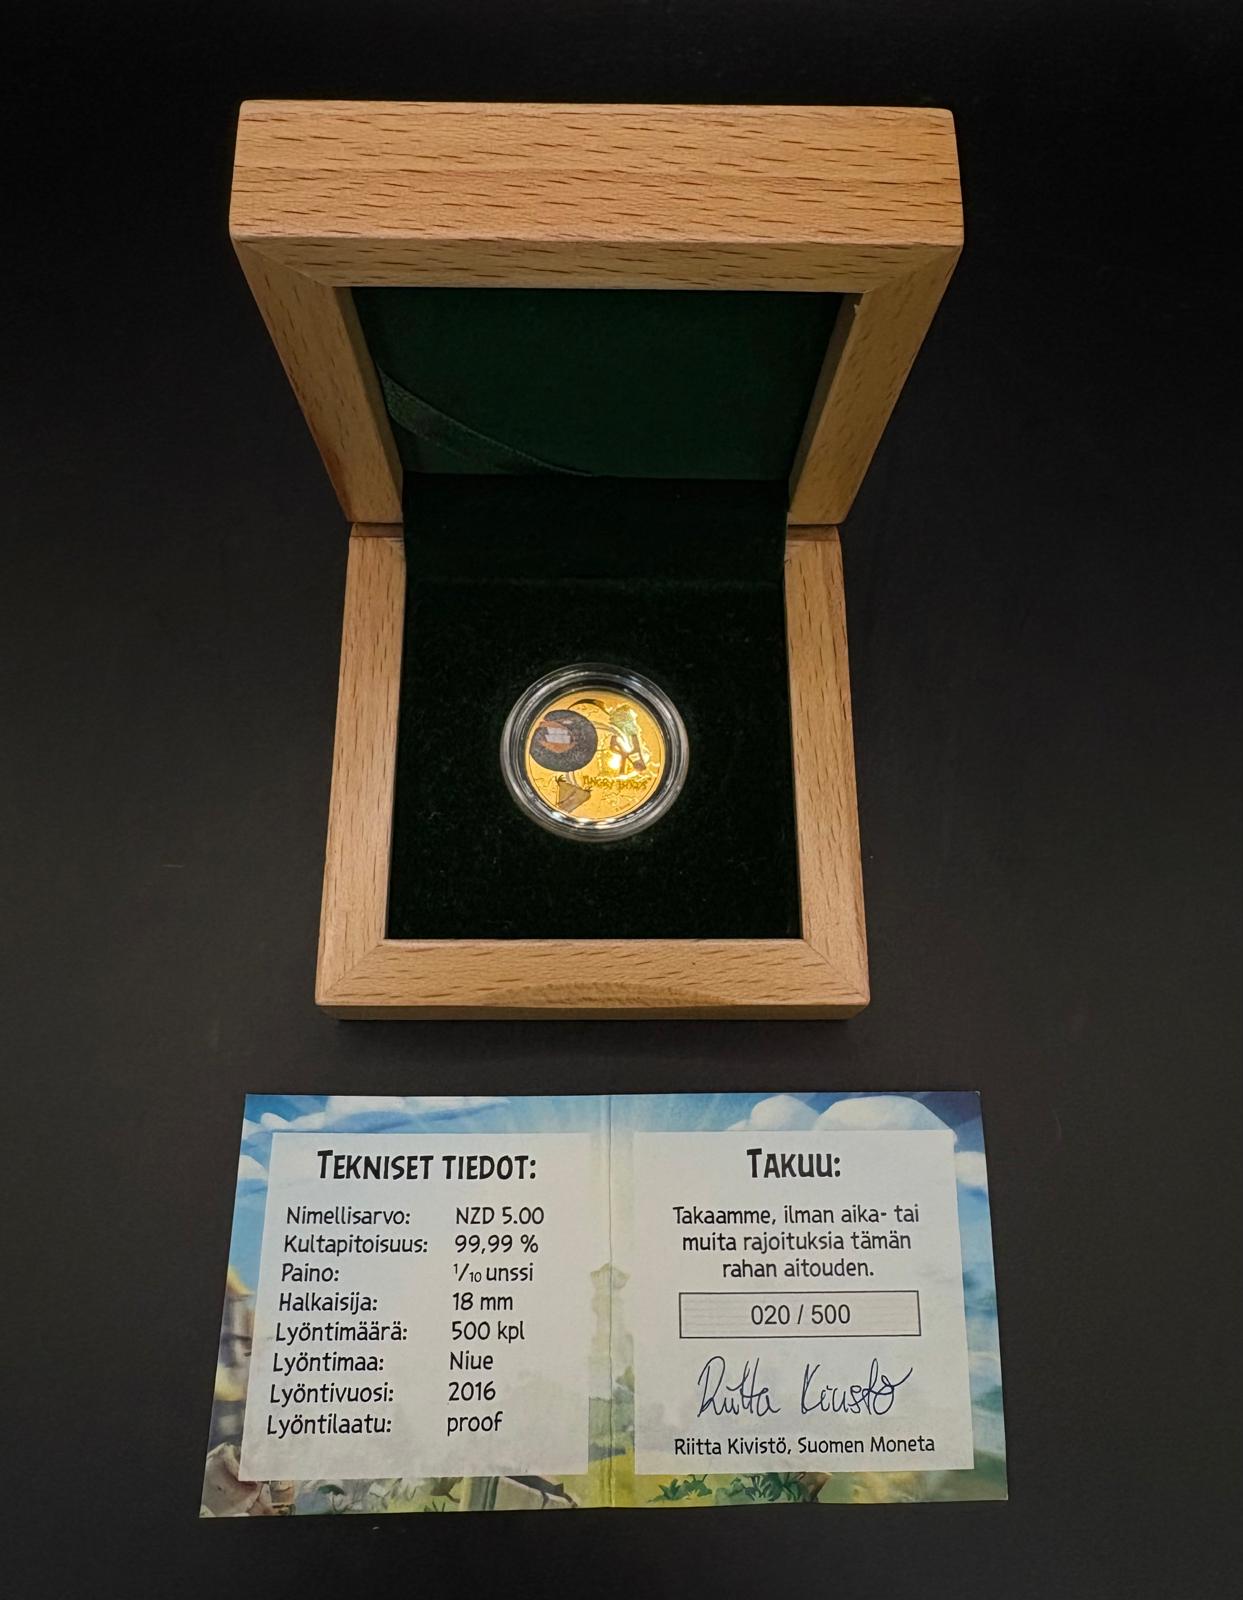 ANGRY BIRDS
TEKNISET TIEDOT:
Nimellisarvo: NZD 5.00
Kultapitoisuus: 99,99 %
Paino: 1/10 unssi
Halkaisija: 18 mm
Lyöntimäärä: 500 kpl
Lyöntimaa: Niue
Lyöntivuosi: 2016
Lyöntilaatu: proof
TAKUU:
Takaamme, ilman aika- tai
muita rajoituksia tämän
rahan aitouden.
020 / 500
Riitta Kivistö
Riitta Kivistö, Suomen Moneta